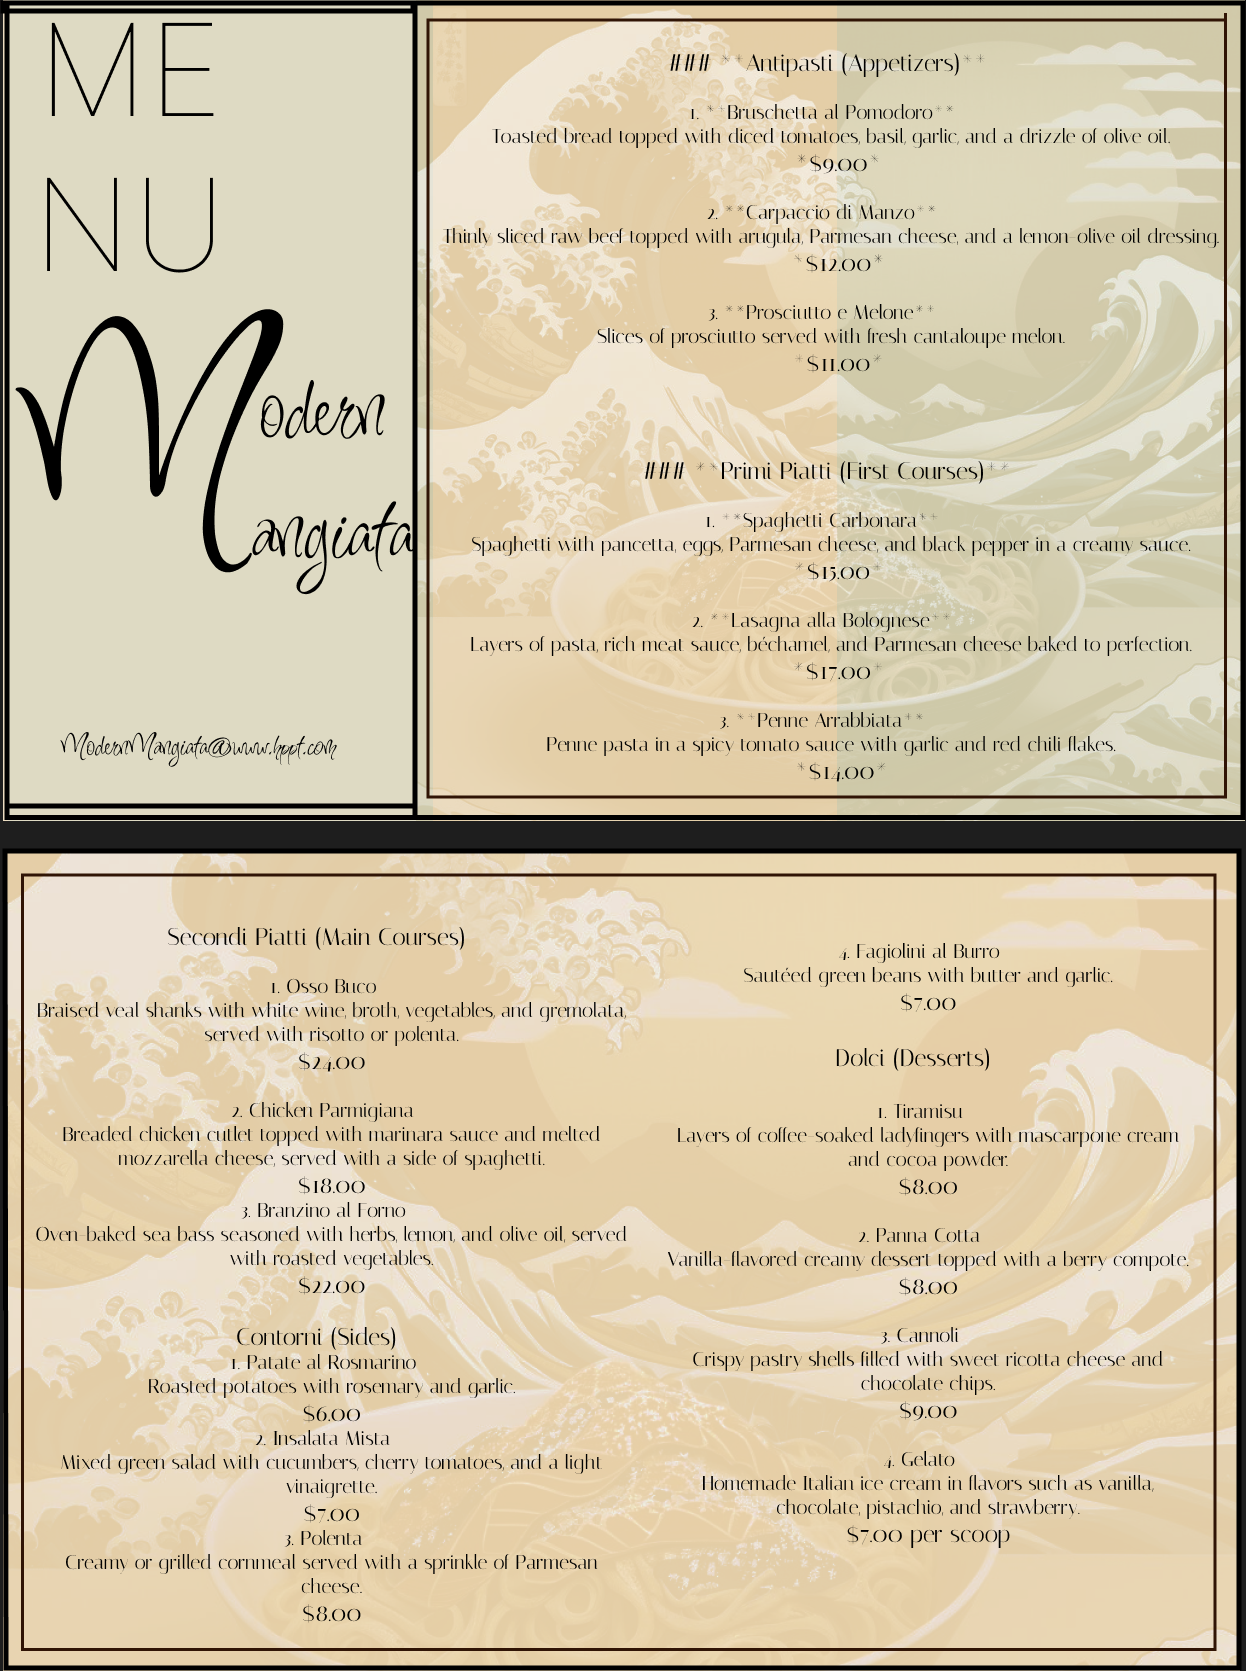 ME
NU
Modern
Mangiata
ModernMangiata@www.hppt.com
### **Antipasti (Appetizers)**
1. **Bruschetta al Pomodoro**
Toasted bread topped with diced tomatoes, basil, garlic, and a drizzle of olive oil.
*$9.00*
2. **Carpaccio di Manzo**
Thinly sliced raw beef topped with arugula, Parmesan cheese, and a lemon-olive oil dressing.
*$12.00*
3. **Prosciutto e Melone**
Slices of prosciutto served with fresh cantaloupe melon.
*$11.00*
### **Primi Piatti (First Courses)**
1. **Spaghetti Carbonara**
Spaghetti with pancetta, eggs, Parmesan cheese, and black pepper in a creamy sauce.
*$15.00*
2. **Lasagna alla Bolognese**
Layers of pasta, rich meat sauce, béchamel, and Parmesan cheese baked to perfection.
*$17.00*
3. **Penne Arrabbiata**
Penne pasta in a spicy tomato sauce with garlic and red chili flakes.
*$14.00*
Secondi Piatti (Main Courses)
1. Osso Buco
Braised veal shanks with white wine, broth, vegetables, and gremolata,
served with risotto or polenta.
$24.00
2. Chicken Parmigiana
Breaded chicken cutlet topped with marinara sauce and melted
mozzarella cheese, served with a side of spaghetti.
$18.00
3. Branzino al Forno
Oven-baked sea bass seasoned with herbs, lemon, and olive oil, served
with roasted vegetables.
$22.00
Contorni (Sides)
1. Patate al Rosmarino
Roasted potatoes with rosemary and garlic.
$6.00
2. Insalata Mista
Mixed green salad with cucumbers, cherry tomatoes, and a light
vinaigrette.
$7.00
3. Polenta
Creamy or grilled cornmeal served with a sprinkle of Parmesan
cheese.
$8.00
4. Fagiolini al Burro
Sautéed green beans with butter and garlic.
$7.00
Dolci (Desserts)
1. Tiramisu
Layers of coffee-soaked ladyfingers with mascarpone cream
and cocoa powder.
$8.00
2. Panna Cotta
Vanilla-flavored creamy dessert topped with a berry compote.
$8.00
3. Cannoli
Crispy pastry shells filled with sweet ricotta cheese and
chocolate chips.
$9.00
4. Gelato
Homemade Italian ice cream in flavors such as vanilla,
chocolate, pistachio, and strawberry.
$7.00 per scoop